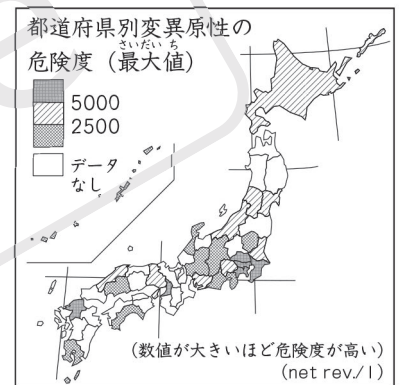 都道府県別変異原性の
危険度（最大値）
さいだいち
5000
2500
データ
なし
（数値が大きいほど危険度が高い）
(net rev./l)